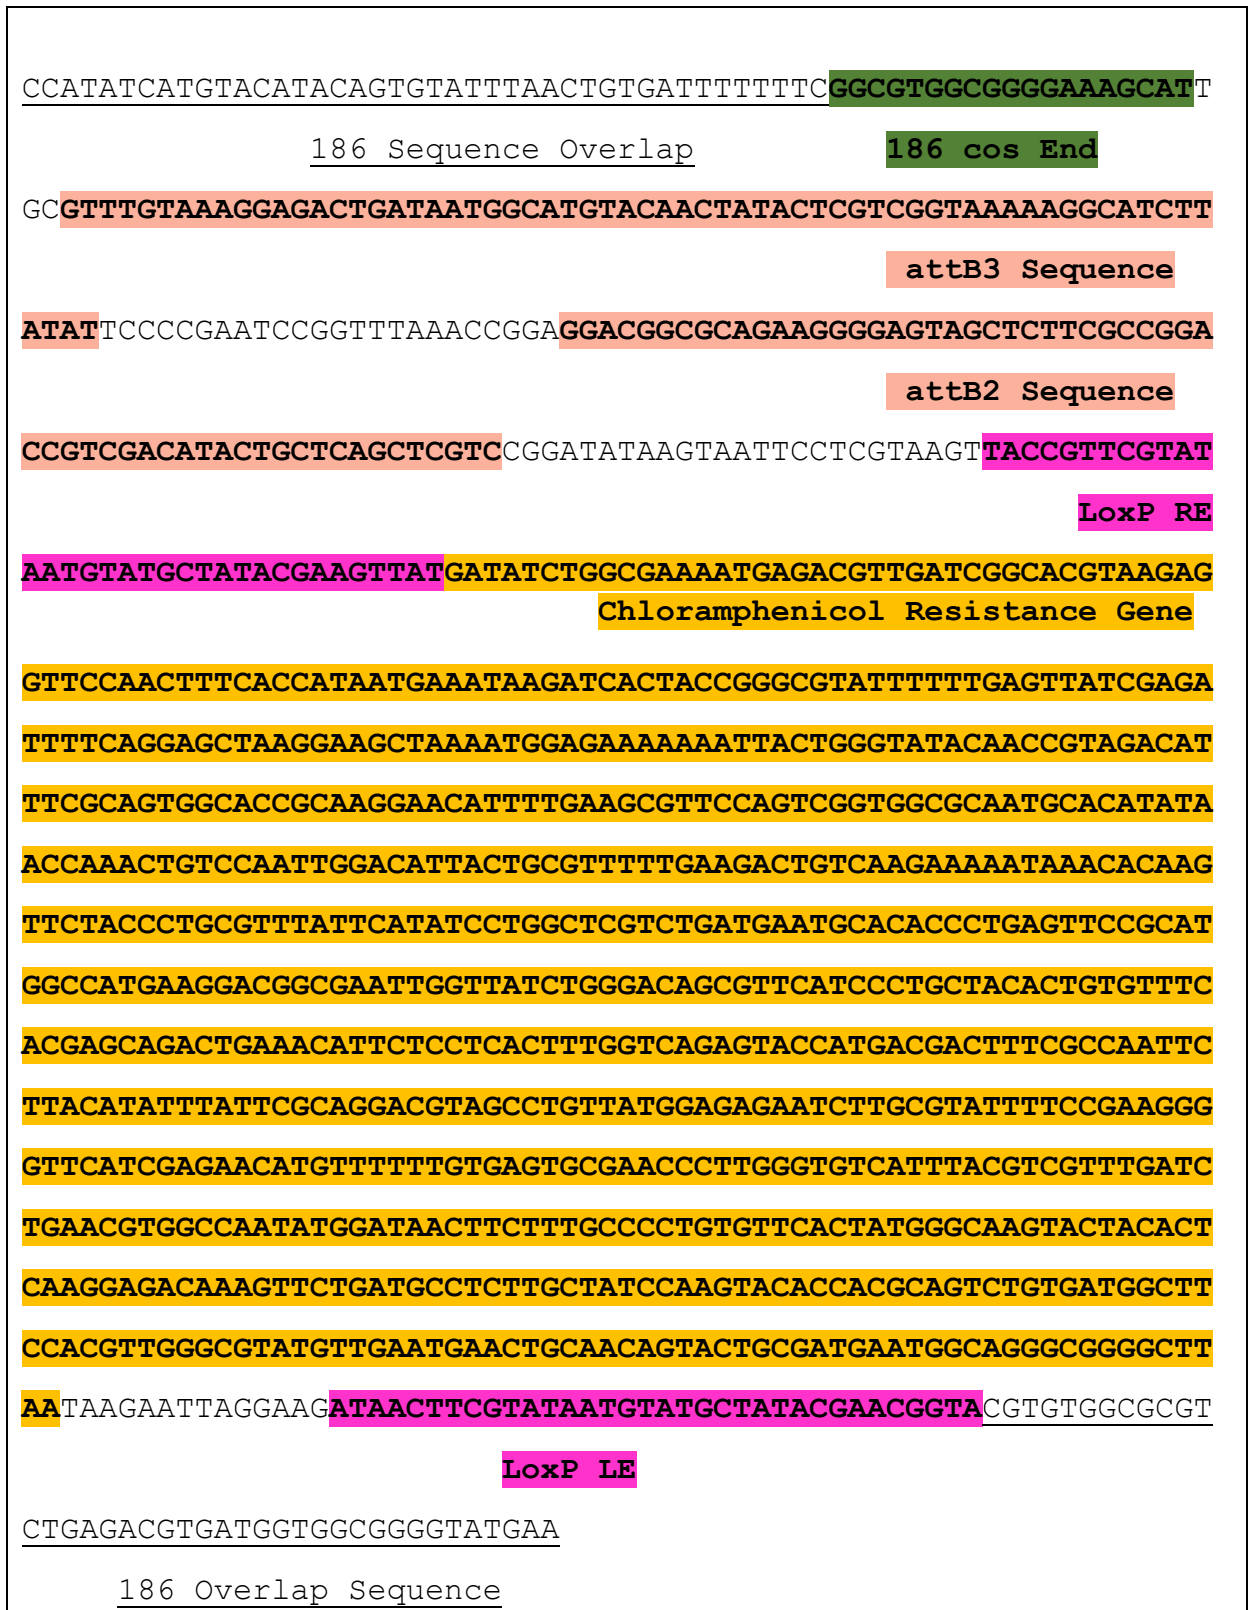 CCATATCATGTACATACAGTGTATTTAACTGTGATTTTTTTCGGCGTGGCGGGGAAAGCATT
186 Sequence Overlap 186 cos End
GCGTTTGTAAAGGAGACTGATAATGGCATGTACAACTATACTCGTCGGTAAAAAGGCATCTT
attB3 Sequence
ATATTCCCCGAATCCGGTTTAAACCGGAGGACGGCGCAGAAGGGGAGTAGCTCTTCGCCGGA
attB2 Sequence
CCGTCGACATACTGCTCAGCTCGTCCGGATATAAGTAATTCCTCGTAAGTTACCGTTCGTAT
LoxP RE
AATGTATGCTATACGAAGTTATGATATCTGGCGAAAATGAGACGTTGATCGGCACGTAAGAG
Chloramphenicol Resistance Gene
GTTCCAACTTTCACCATAATGAAATAAGATCACTACCGGGCGTATTTTTTGAGTTATCGAGA
TTTTCAGGAGCTAAGGAAGCTAAAATGGAGAAAAAAATTACTGGGTATACAACCGTAGACAT
TTCGCAGTGGCACCGCAAGGAACATTTTGAAGCGTTCCAGTCGGTGGCGCAATGCACATATA
ACCAAACTGTCCAATTGGACATTACTGCGTTTTTGAAGACTGTCAAGAAAAATAAACACAAG
TTCTACCCTGCGTTTATTCATATCCTGGCTCGTCTGATGAATGCACACCCTGAGTTCCGCAT
GGCCATGAAGGACGGCGAATTGGTTATCTGGGACAGCGTTCATCCCTGCTACACTGTGTTTC
ACGAGCAGACTGAAACATTCTCCTCACTTTGGTCAGAGTACCATGACGACTTTCGCCAATTC
TTACATATTTATTCGCAGGACGTAGCCTGTTATGGAGAGAATCTTGCGTATTTTCCGAAGGG
GTTCATCGAGAACATGTTTTTTGTGAGTGCGAACCCTTGGGTGTCATTTACGTCGTTTGATC
TGAACGTGGCCAATATGGATAACTTCTTTGCCCCTGTGTTCACTATGGGCAAGTACTACACT
CAAGGAGACAAAGTTCTGATGCCTCTTGCTATCCAAGTACACCACGCAGTCTGTGATGGCTT
CCACGTTGGGCGTATGTTGAATGAACTGCAACAGTACTGCGATGAATGGCAGGGCGGGGCTT
AATAAGAATTAGGAAGATAACTTCGTATAATGTATGCTATACGAACGGTACGTGTGGCGCGT
LoxP LE
CTGAGACGTGATGGTGGCGGGGTATGAA
186 Overlap Sequence